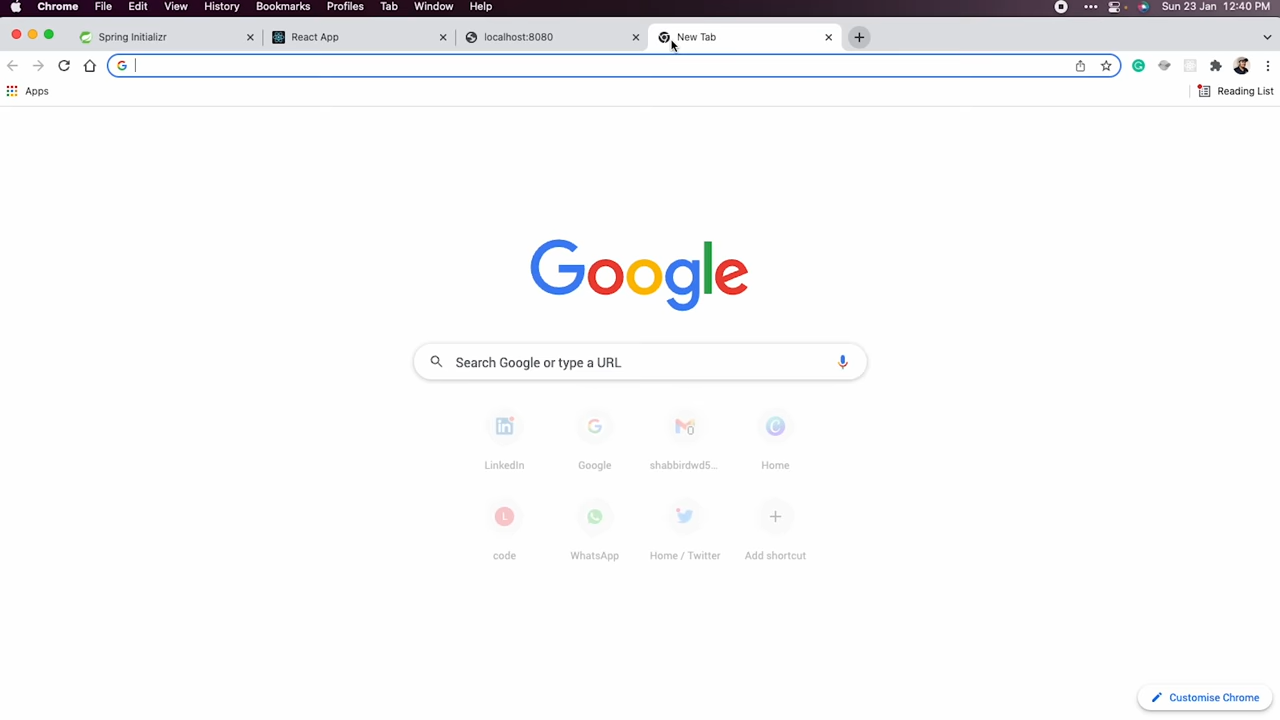 Chrome File Edit View History Bookmarks Profiles Tab Window Help Sun 23 Jan 12:40 PM
Spring Initializr React App localhost:8080 New Tab
Apps Reading List
Google
Search Google or type a URL
LinkedIn Google shabbirdwd5... Home
code WhatsApp Home / Twitter Add shortcut
Customise Chrome